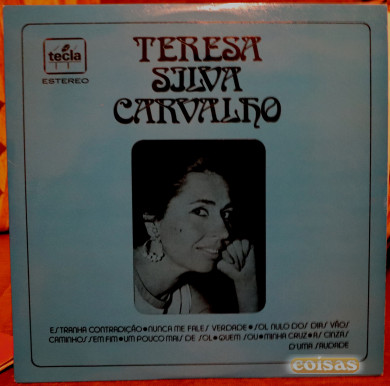 tecla
ESTEREO
TERESA
SILVA
CARVALHO
ESTRANHA CONTRADIÇÃO•NUNCA ME FALES VERDADE•SOL NULO DOS DIAS VÃOS
CAMINHOS SEM FIM•UM POUCO MAIS DE SOL•QUEM SOU•MINHA CRUZ•AS CINZAS
D'UMA SAUDADE
coisas